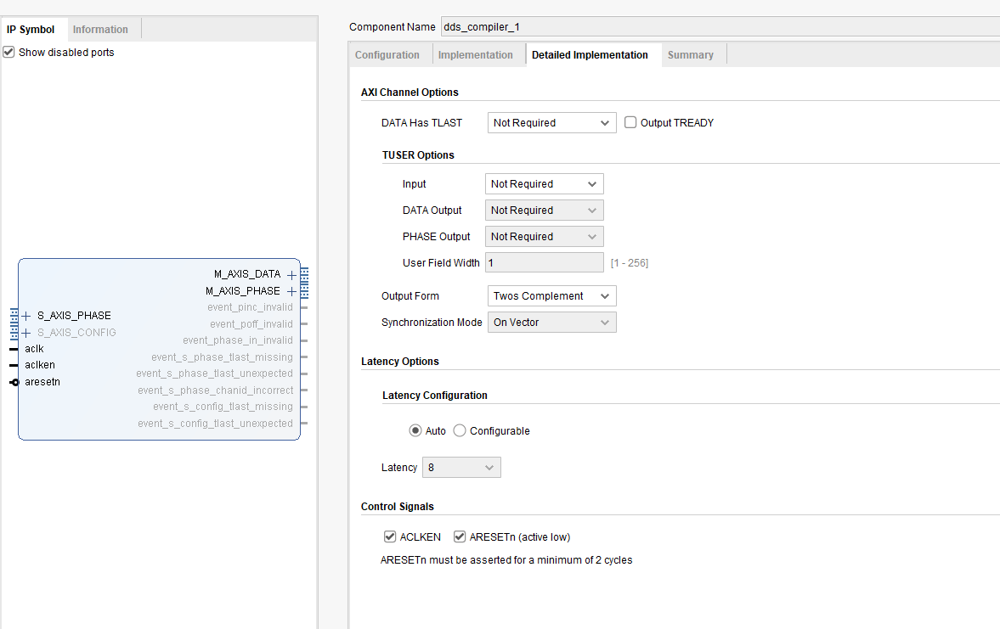 IP Symbol Information
Show disabled ports
M_AXIS_DATA
M_AXIS_PHASE
event_pinc_invalid
event_poff_invalid
event_phase_in_invalid
event_s_phase_tlast_missing
event_s_phase_tlast_unexpected
event_s_phase_chanid_incorrect
event_s_config_tlast_missing
event_s_config_tlast_unexpected
S_AXIS_PHASE
S_AXIS_CONFIG
aclk
aclken
aresetn
Component Name dds_compiler_1
Configuration Implementation Detailed Implementation Summary
AXI Channel Options
DATA Has TLAST Not Required Output TREADY
TUSER Options
Input Not Required
DATA Output Not Required
PHASE Output Not Required
User Field Width 1 [1 - 256]
Output Form Twos Complement
Synchronization Mode On Vector
Latency Options
Latency Configuration
Auto Configurable
Latency 8
Control Signals
ACLKEN ARESETn (active low)
ARESETn must be asserted for a minimum of 2 cycles